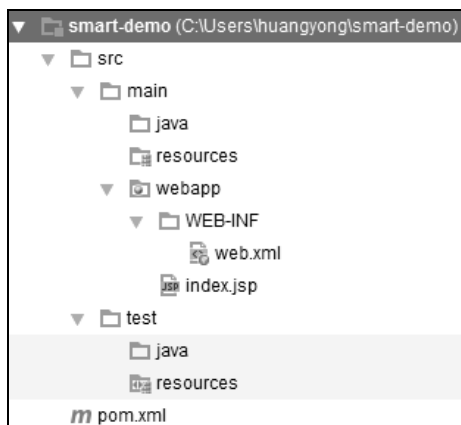 smart-demo (C:\Users\huangyong\smart-demo)
src
main
java
resources
webapp
WEB-INF
web.xml
JSP index.jsp
test
java
resources
m pom.xml